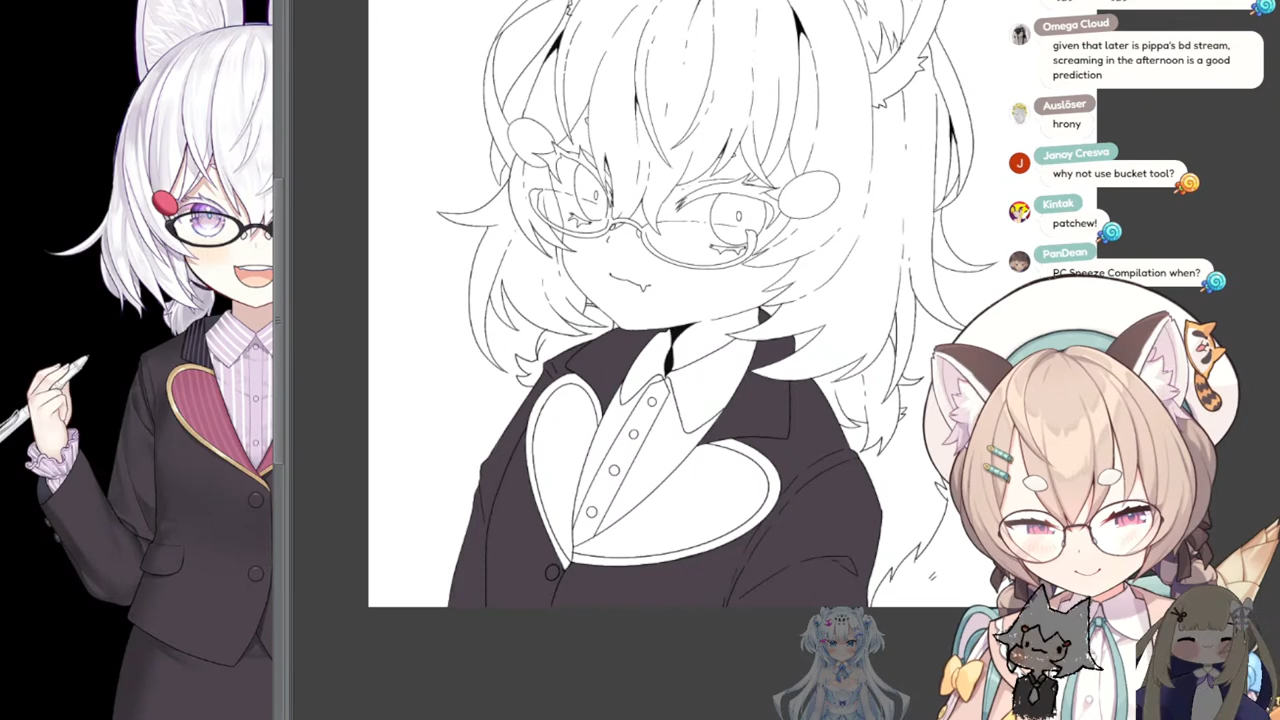 Omega Cloud
given that later is pippa's bd stream,
screaming in the afternoon is a good
prediction
Auslöser
hrony
Janoy Cresva
why not use bucket tool?
Kintak
patchew!
PanDean
PC Sneeze Compilation when?
J